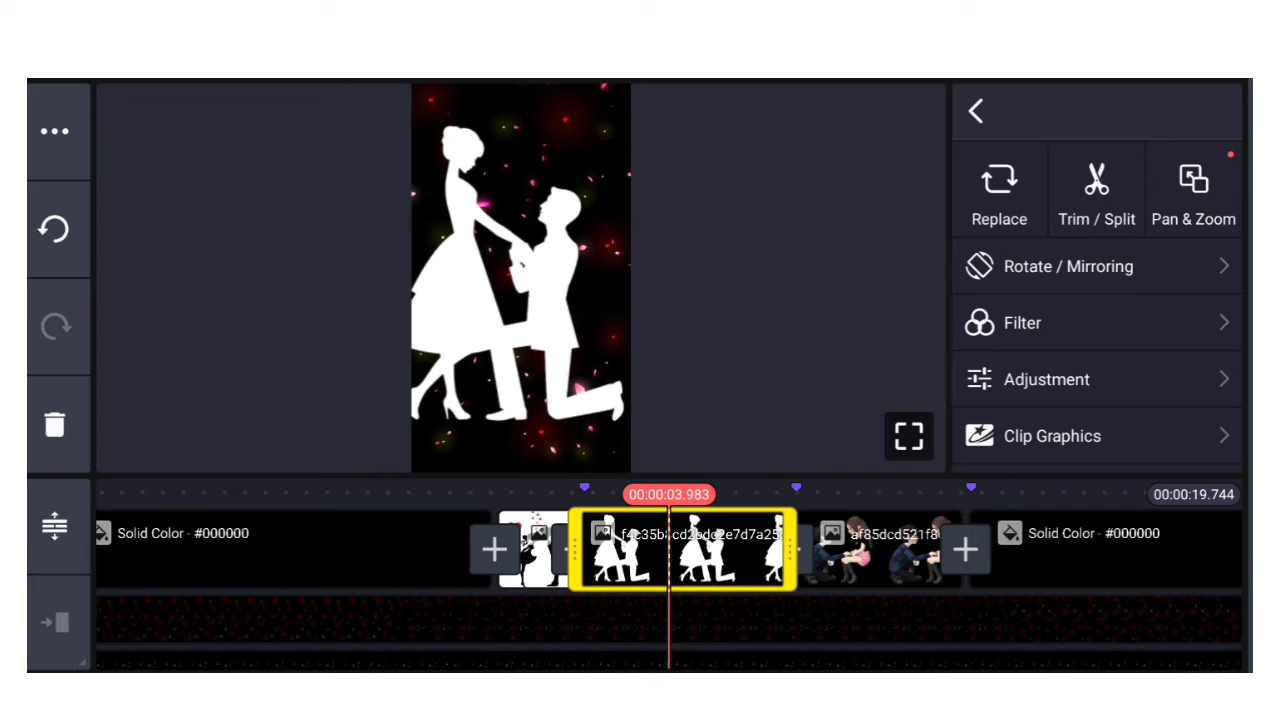 Replace
Trim / Split
Pan & Zoom
Rotate / Mirroring
Filter
Adjustment
Clip Graphics
00:00:03.983
00:00:19.744
Solid Color - #000000
af85dcd521f8
Solid Color - #000000